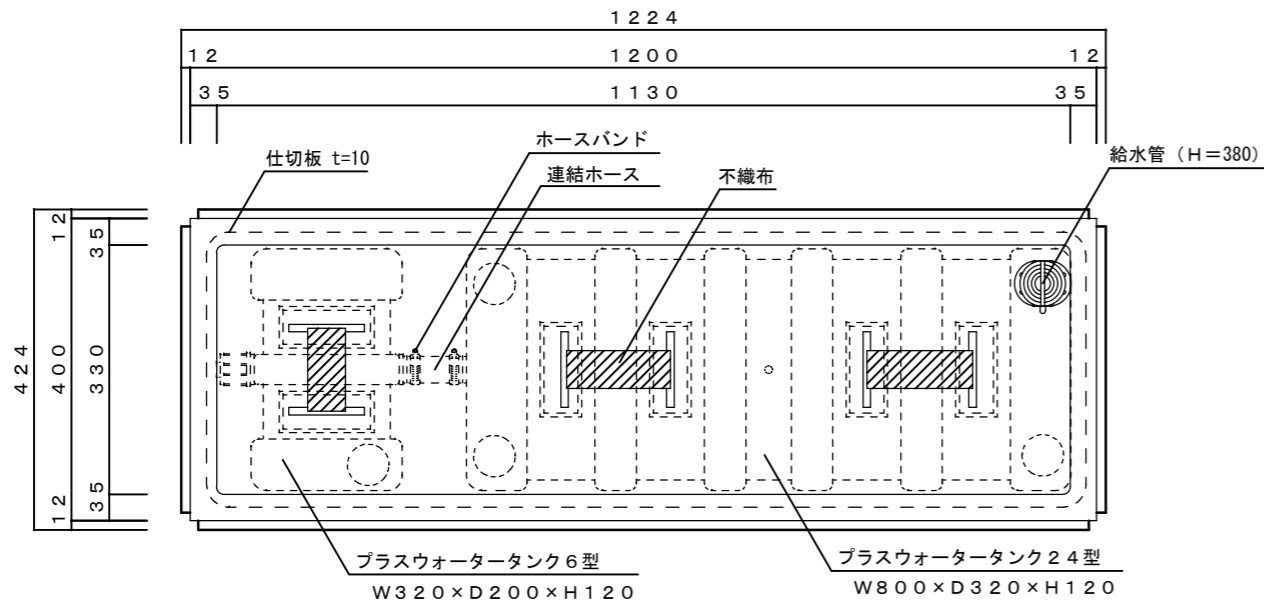 １２２４
１２ １２００ １２
３５ １１３０ ３５
ホースバンド
仕切板 t=10
連結ホース
不織布
給水管（Ｈ＝380）
４２４
１２ ４００ １２
３５ ３３０ ３５
プラスウォータータンク６型
Ｗ３２０×Ｄ２００×Ｈ１２０
プラスウォータータンク２４型
Ｗ８００×Ｄ３２０×Ｈ１２０